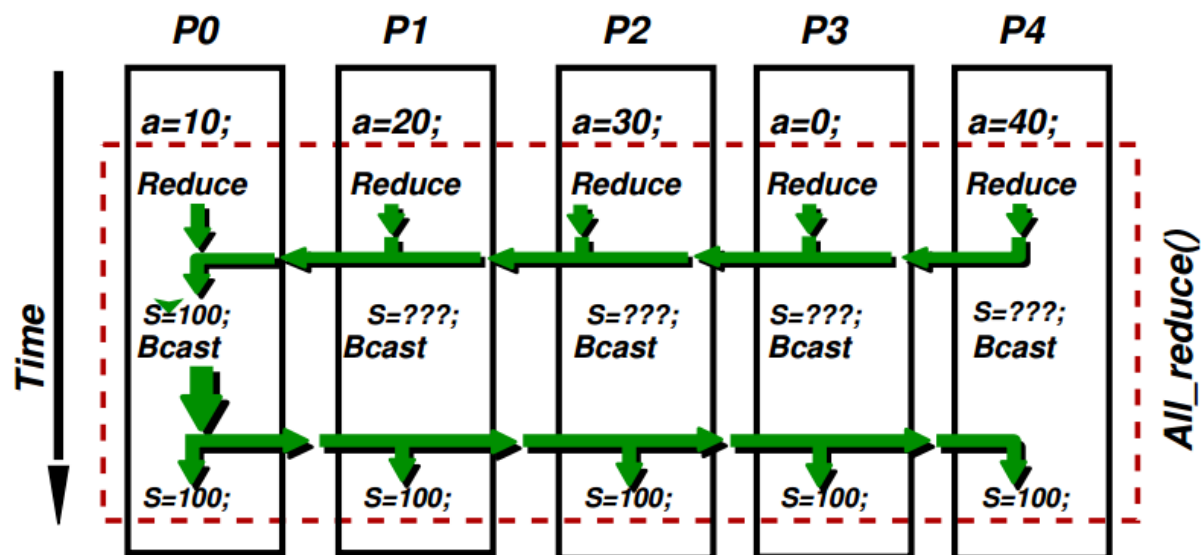 P0 P1 P2 P3 P4
a=10; a=20; a=30; a=0; a=40;
Reduce Reduce Reduce Reduce Reduce
S=100; S=???; S=???; S=???; S=???;
Bcast Bcast Bcast Bcast Bcast
S=100; S=100; S=100; S=100; S=100;
Time
All_reduce()